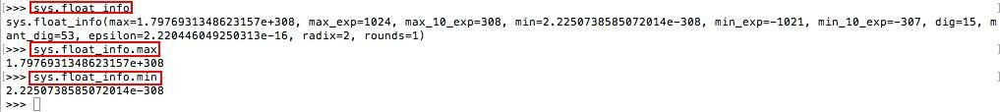 [>>> sys.float_info ]
sys.float_info(max=1.7976931348623157e+308, max_exp=1024, max_10_exp=308, min=2.2250738585072014e-308, min_exp=-1021, min_10_exp=-307, dig=15, m
ant_dig=53, epsilon=2.220446049250313e-16, radix=2, rounds=1)
[>>> sys.float_info.max ]
1.7976931348623157e+308
[>>> sys.float_info.min ]
2.2250738585072014e-308
>>>